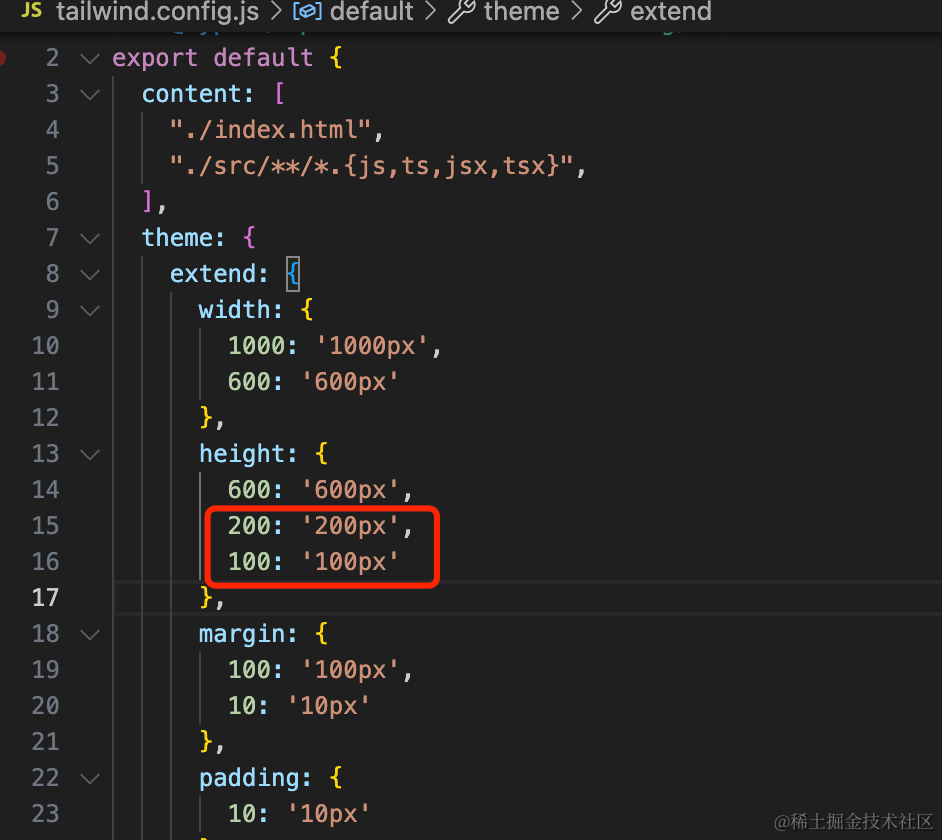 JS tailwind.config.js > default > theme > extend
2 export default {
3 content: [
4 "./index.html",
5 "./src/**/*.{js,ts,jsx,tsx}",
6 ],
7 theme: {
8 extend: {
9 width: {
10 1000: '1000px',
11 600: '600px'
12 },
13 height: {
14 600: '600px',
15 200: '200px',
16 100: '100px'
17 },
18 margin: {
19 100: '100px',
20 10: '10px'
21 },
22 padding: {
23 10: '10px'
@稀土掘金技术社区